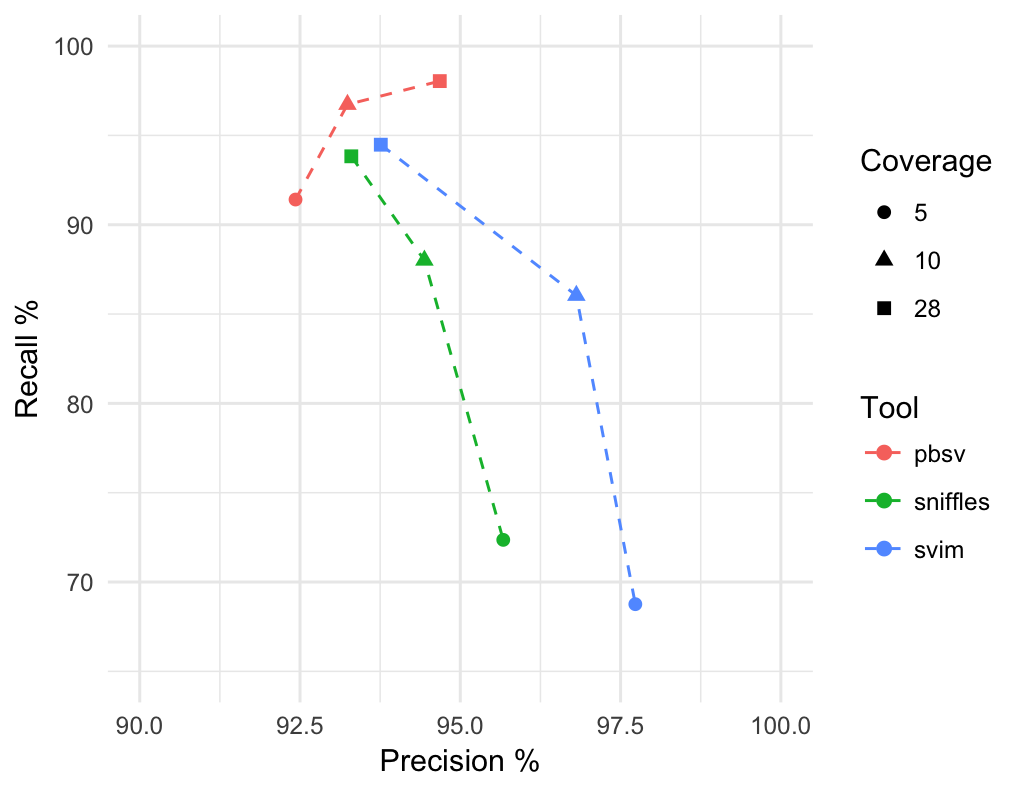 100
90
80
70
Recall %
90.0
92.5
95.0
97.5
100.0
Precision %
Coverage
5
10
28
Tool
pbsv
sniffles
svim